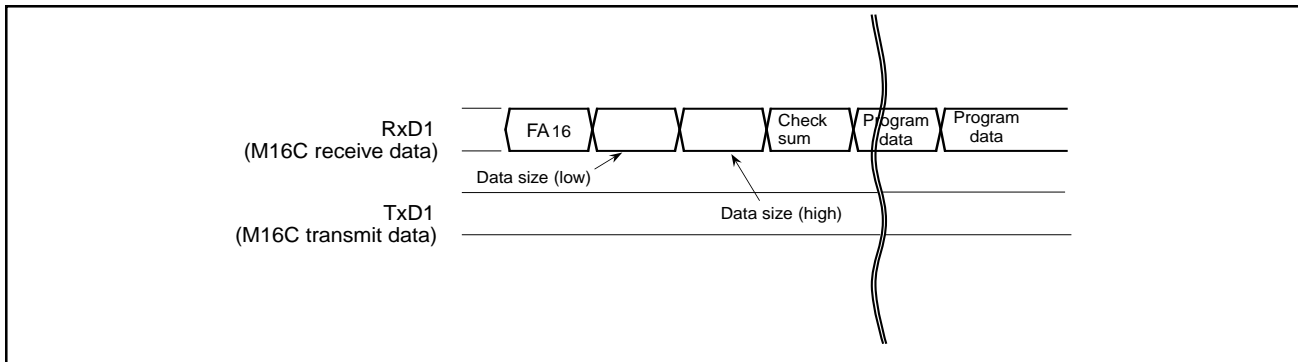 RxD1
(M16C receive data)
FA16
Check
sum
Program
data
Program
data
Data size (low)
Data size (high)
TxD1
(M16C transmit data)